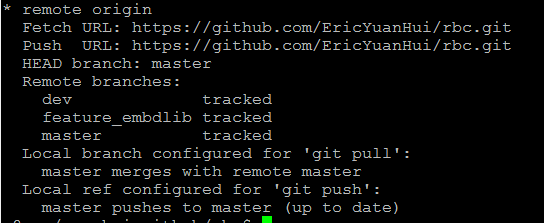 * remote origin
  Fetch URL: https://github.com/EricYuanHui/rbc.git
  Push  URL: https://github.com/EricYuanHui/rbc.git
  HEAD branch: master
  Remote branches:
    dev              tracked
    feature_embdlib tracked
    master           tracked
  Local branch configured for 'git pull':
    master merges with remote master
  Local ref configured for 'git push':
    master pushes to master (up to date)